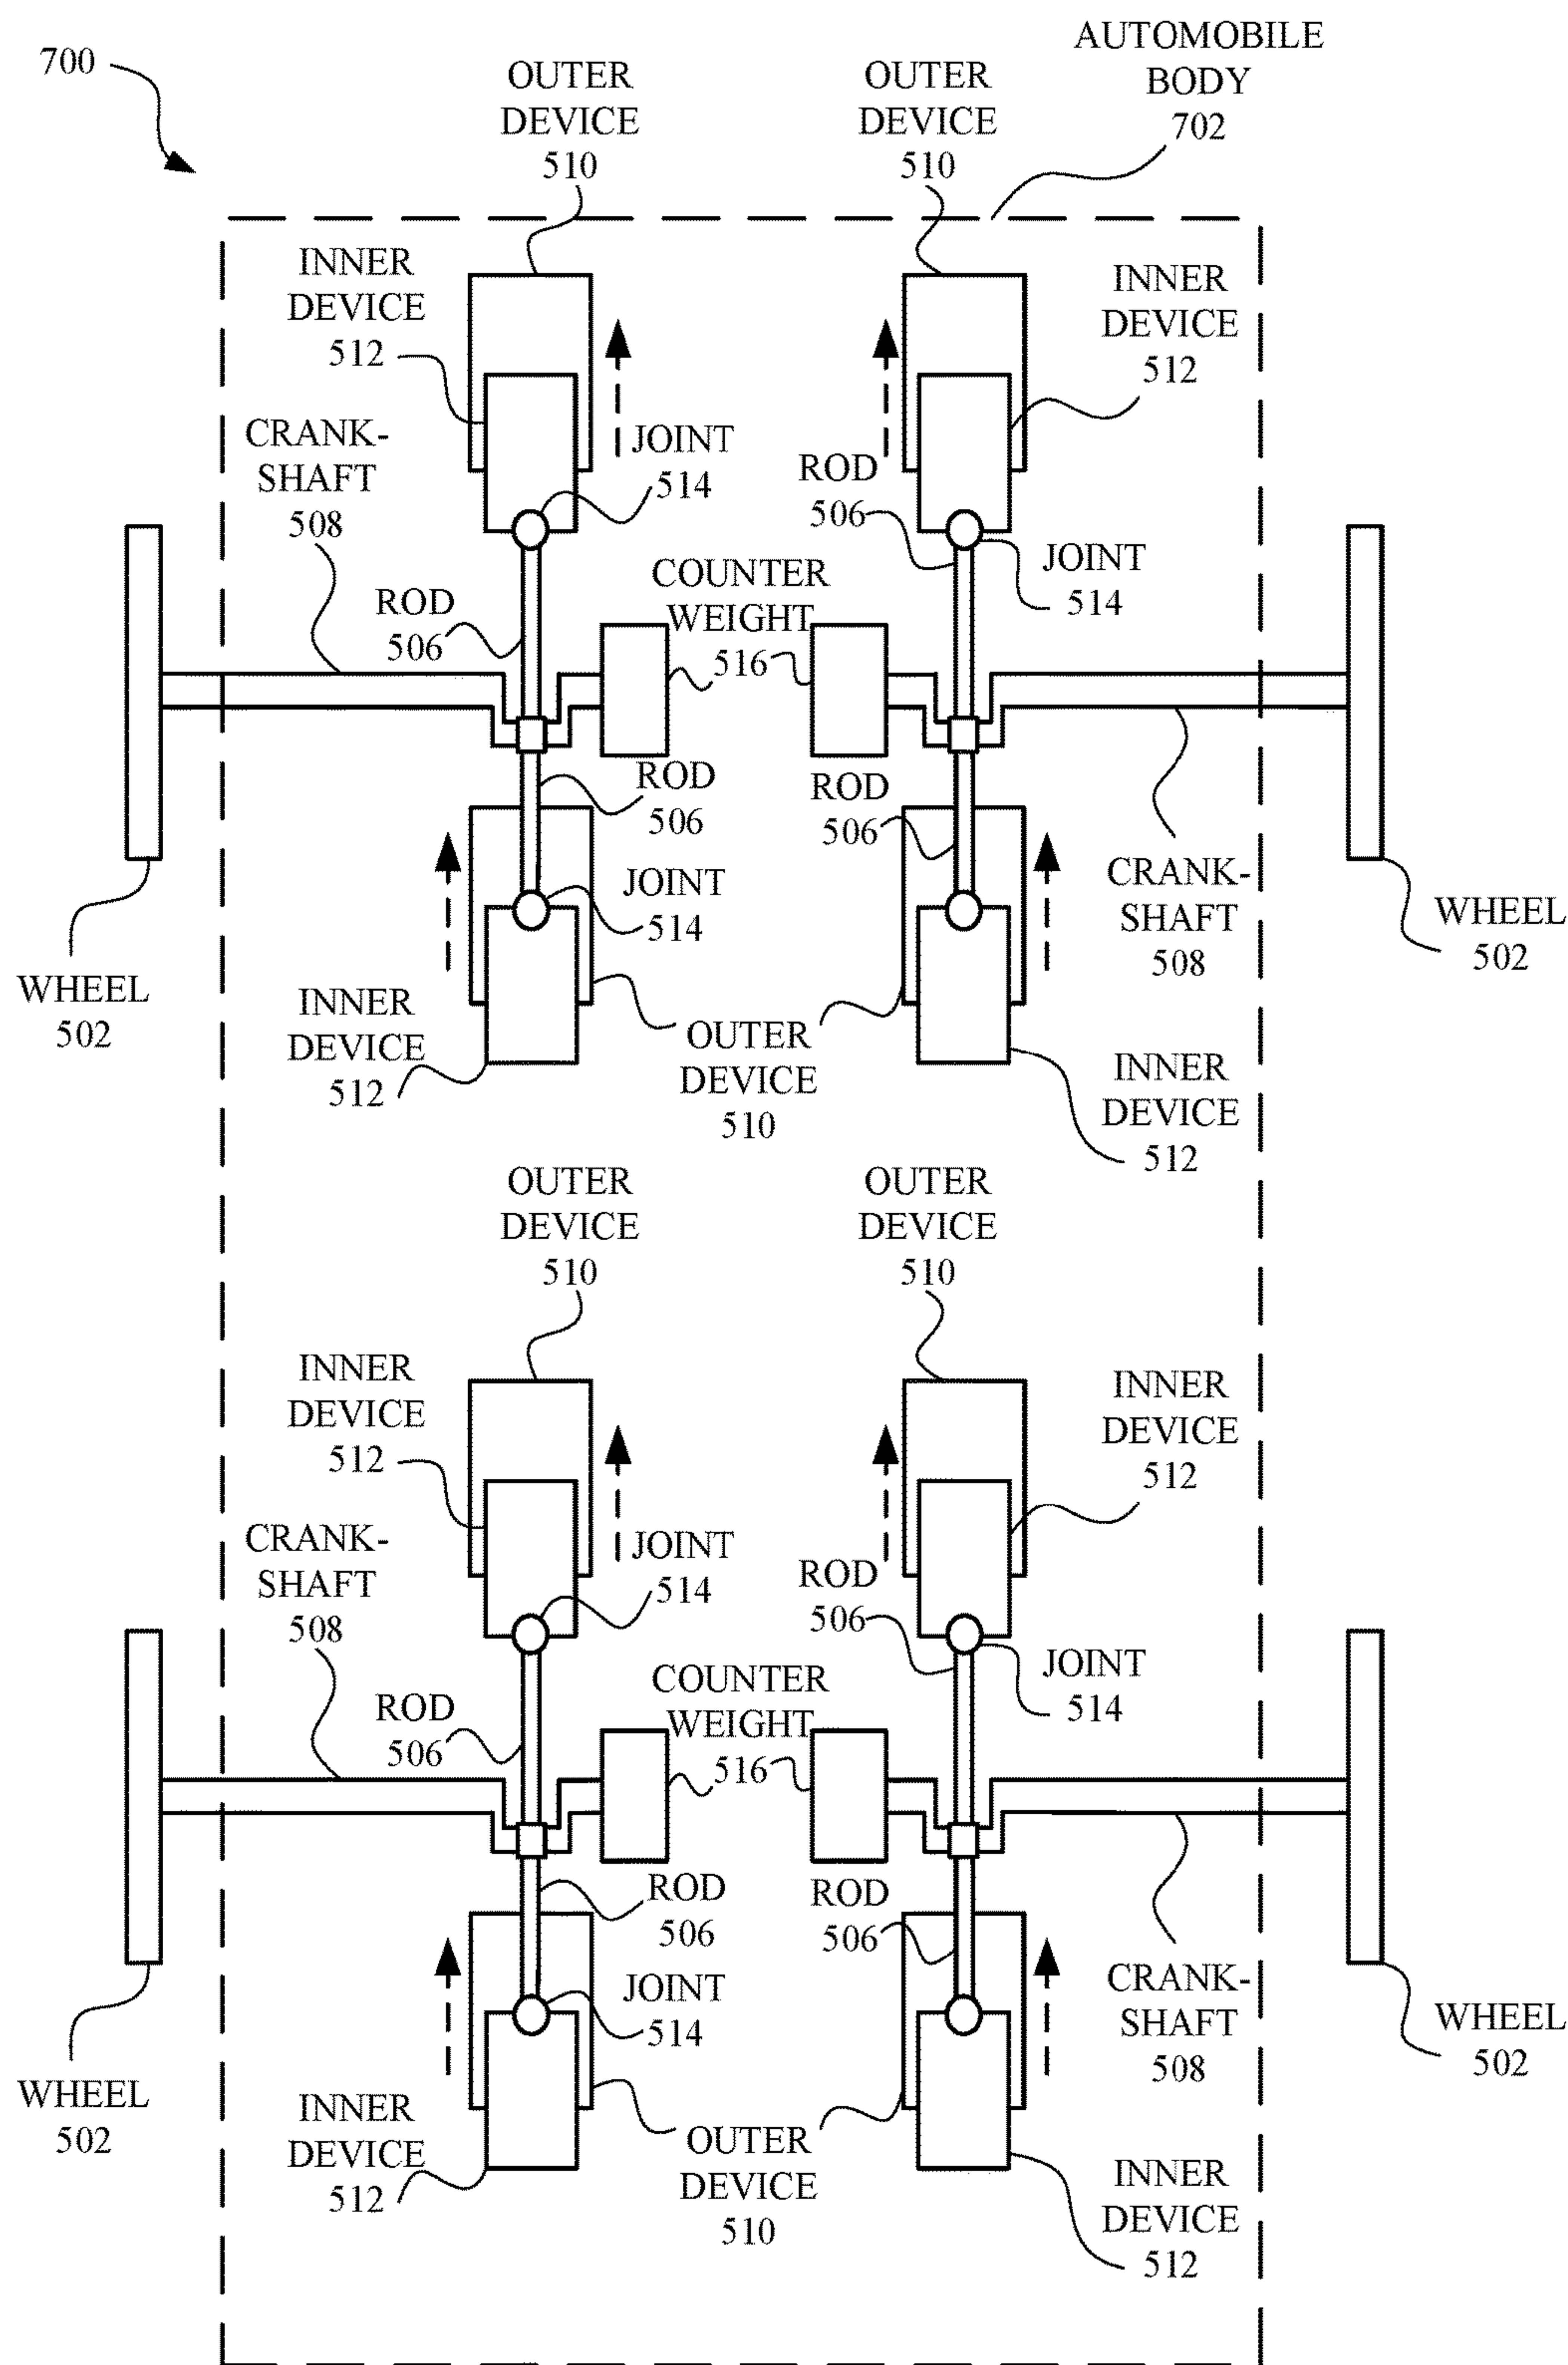 700
AUTOMOBILE
BODY
702
OUTER
DEVICE
510
OUTER
DEVICE
510
INNER
DEVICE
512
INNER
DEVICE
512
CRANK-
SHAFT
508
JOINT
514
ROD
506
JOINT
514
ROD
506
COUNTER
WEIGHT
516
ROD
506
ROD
506
JOINT
514
CRANK-
SHAFT
508
WHEEL
502
WHEEL
502
INNER
DEVICE
512
OUTER
DEVICE
510
INNER
DEVICE
512
OUTER
DEVICE
510
OUTER
DEVICE
510
INNER
DEVICE
512
INNER
DEVICE
512
CRANK-
SHAFT
508
JOINT
514
ROD
506
JOINT
514
ROD
506
COUNTER
WEIGHT
516
ROD
506
ROD
506
JOINT
514
CRANK-
SHAFT
508
WHEEL
502
WHEEL
502
INNER
DEVICE
512
OUTER
DEVICE
510
INNER
DEVICE
512